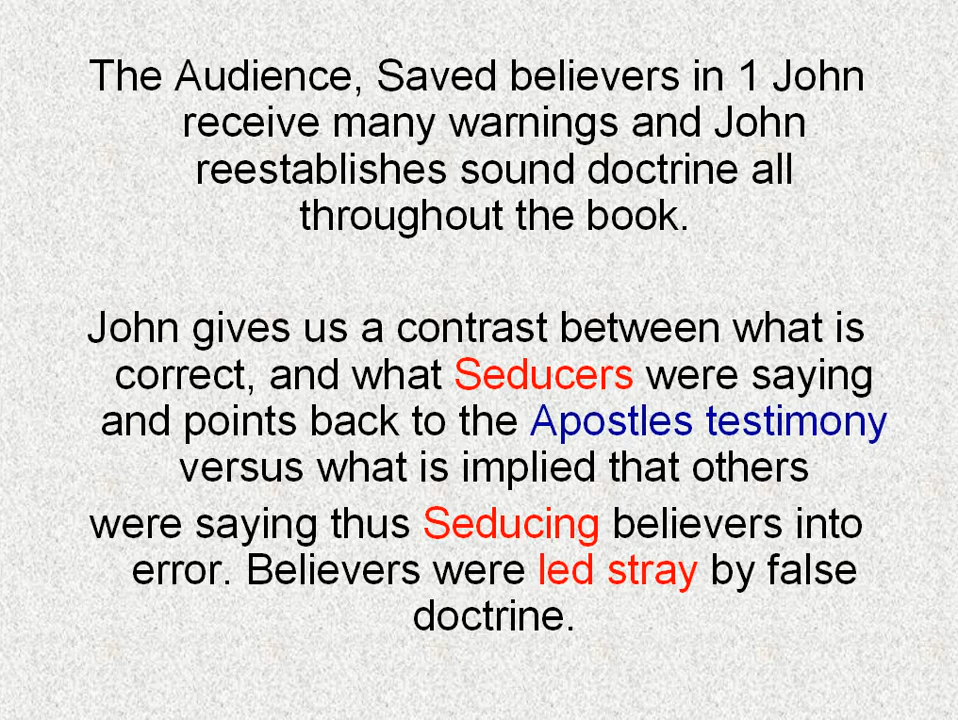 The Audience, Saved believers in 1 John
receive many warnings and John
reestablishes sound doctrine all
throughout the book.
John gives us a contrast between what is
correct, and what Seducers were saying
and points back to the Apostles testimony
versus what is implied that others
were saying thus Seducing believers into
error. Believers were led stray by false
doctrine.